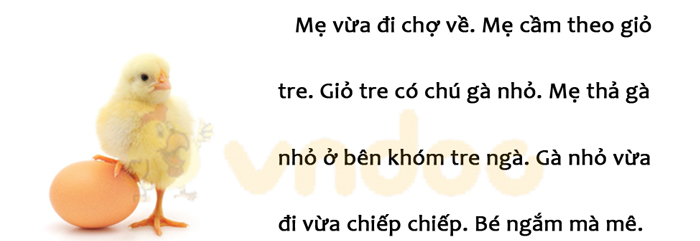 Mẹ vừa đi chợ về. Mẹ cầm theo giỏ
tre. Giỏ tre có chú gà nhỏ. Mẹ thả gà
nhỏ ở bên khóm tre ngà. Gà nhỏ vừa
đi vừa chiếp chiếp. Bé ngắm mà mê.
vndoc